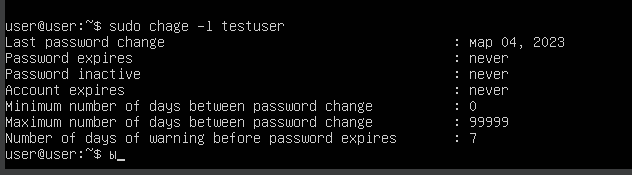 user@user:~$ sudo chage -l testuser
Last password change : мар 04, 2023
Password expires : never
Password inactive : never
Account expires : never
Minimum number of days between password change : 0
Maximum number of days between password change : 99999
Number of days of warning before password expires : 7
user@user:~$ ы_